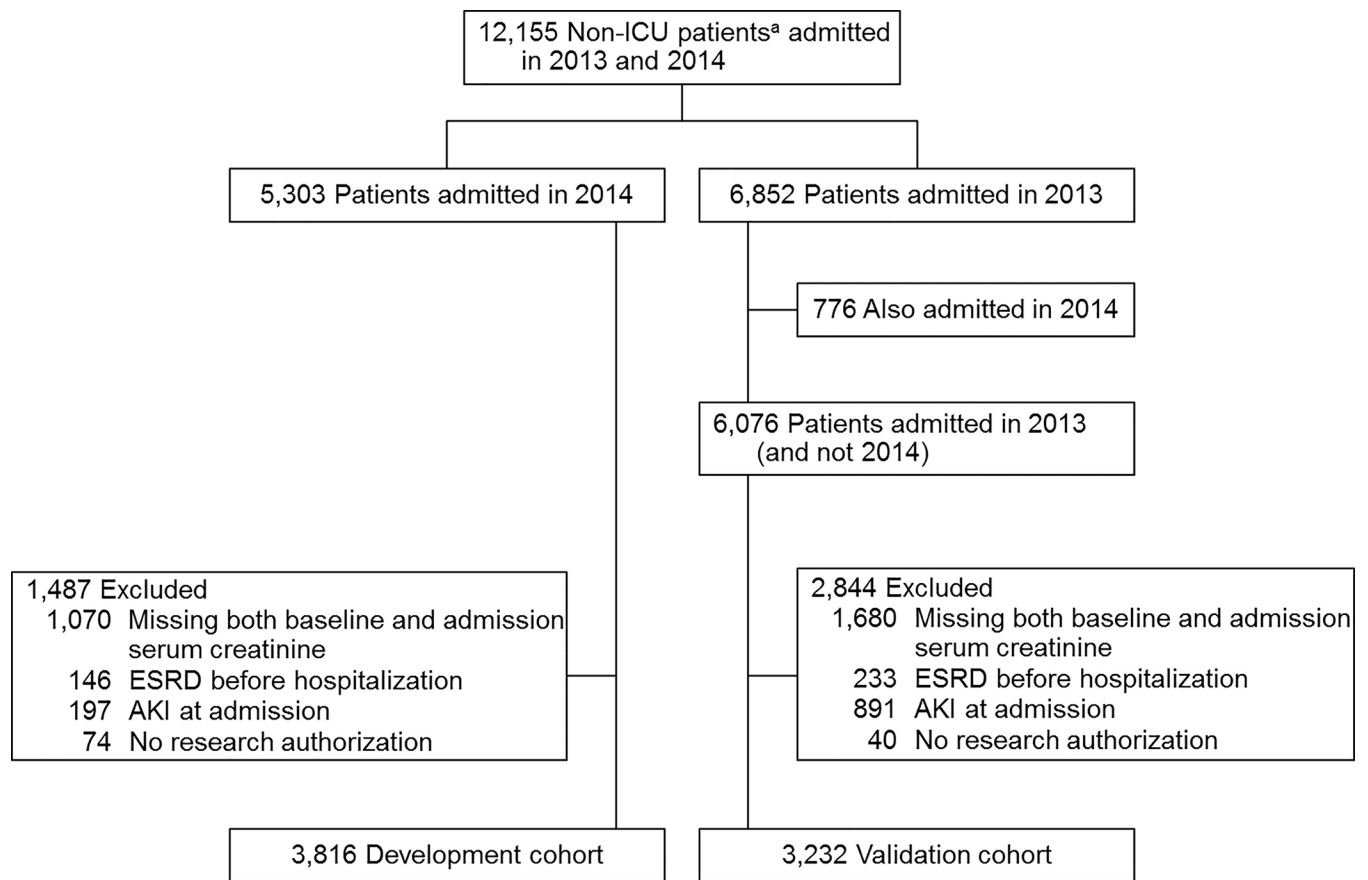 12,155 Non-ICU patientsᵃ admitted
in 2013 and 2014
5,303 Patients admitted in 2014
6,852 Patients admitted in 2013
776 Also admitted in 2014
6,076 Patients admitted in 2013
(and not 2014)
1,487 Excluded
1,070 Missing both baseline and admission
serum creatinine
146 ESRD before hospitalization
197 AKI at admission
74 No research authorization
2,844 Excluded
1,680 Missing both baseline and admission
serum creatinine
233 ESRD before hospitalization
891 AKI at admission
40 No research authorization
3,816 Development cohort
3,232 Validation cohort